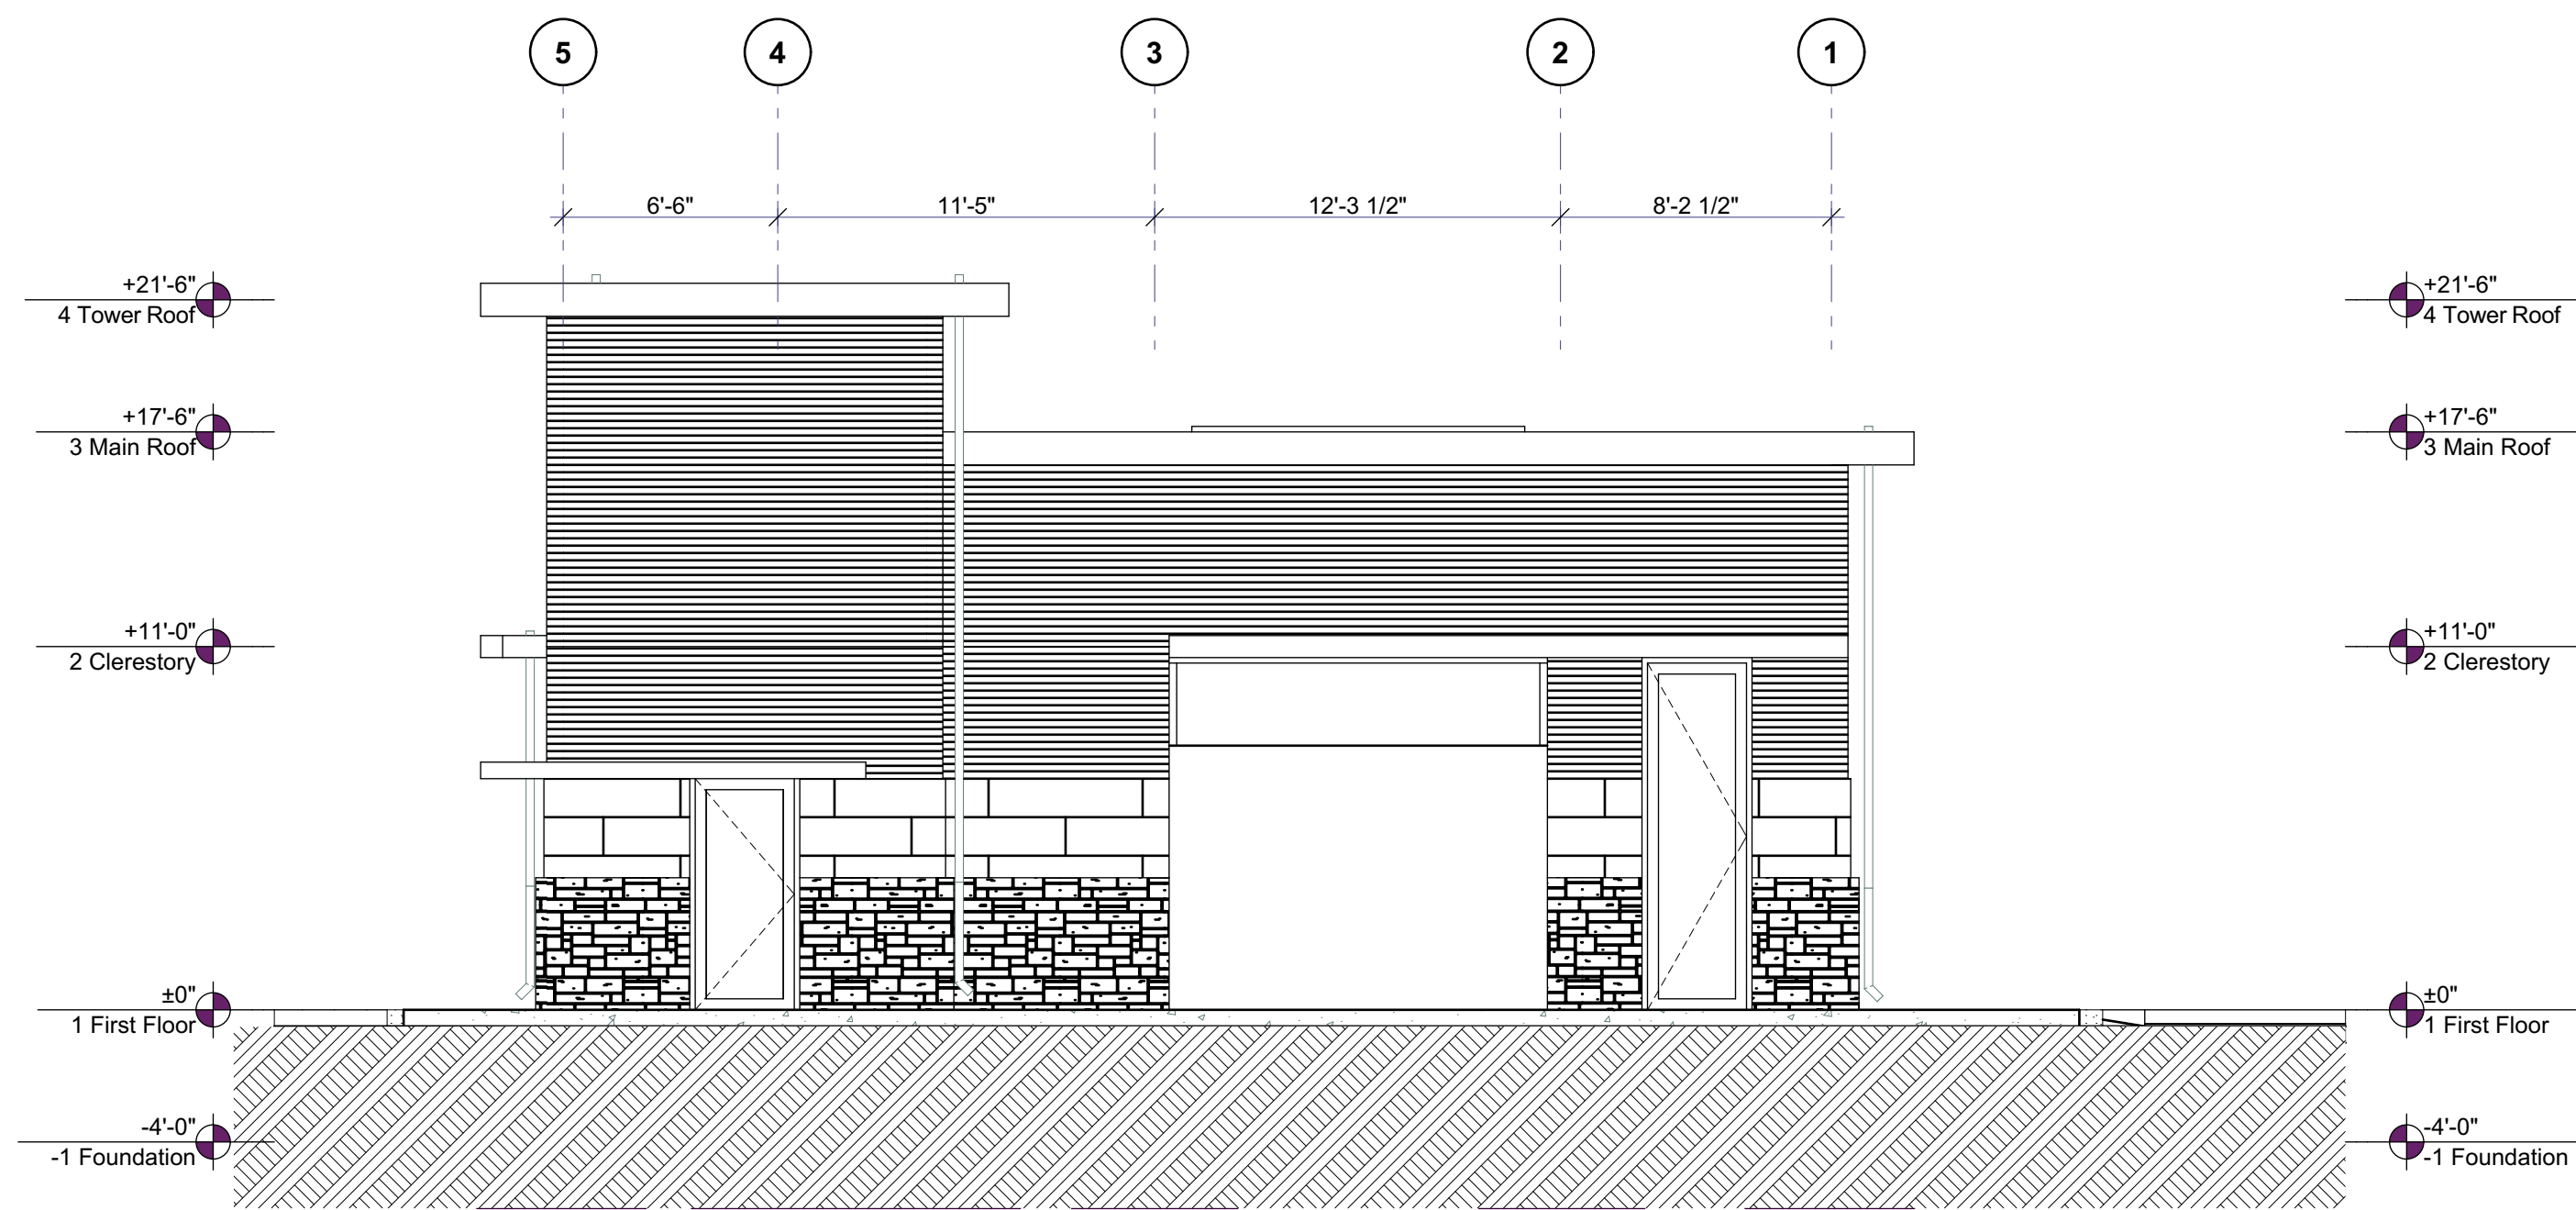 5 4 3 2 1
6'-6" 11'-5" 12'-3 1/2" 8'-2 1/2"
+21'-6" +21'-6"
4 Tower Roof 4 Tower Roof
+17'-6" +17'-6"
3 Main Roof 3 Main Roof
+11'-0" +11'-0"
2 Clerestory 2 Clerestory
±0" ±0"
1 First Floor 1 First Floor
-4'-0" -4'-0"
-1 Foundation -1 Foundation